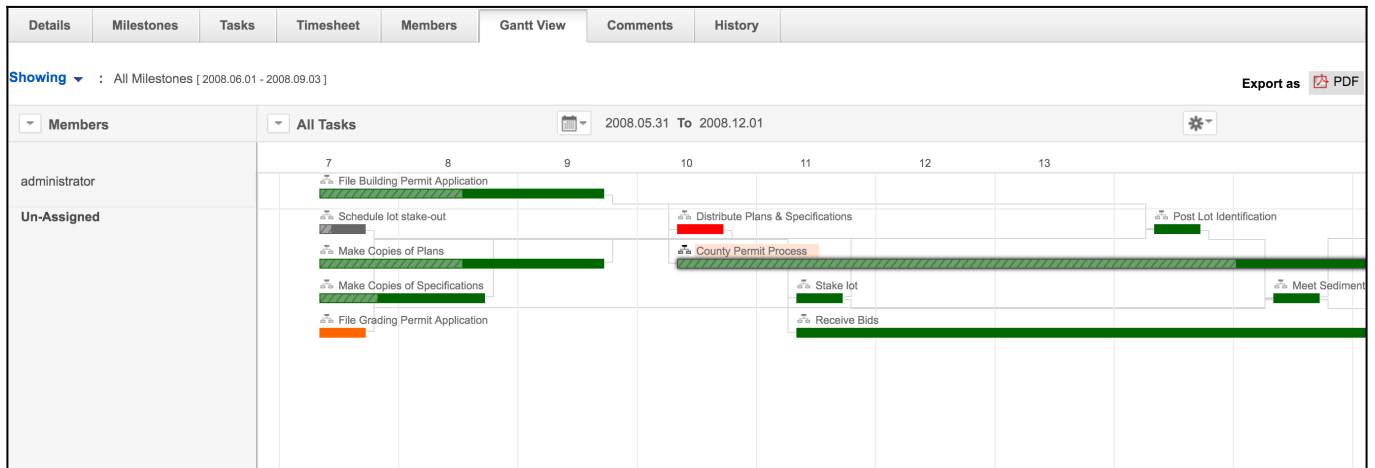 Details Milestones Tasks Timesheet Members Gantt View Comments History
Showing : All Milestones [ 2008.06.01 - 2008.09.03 ]
Export as PDF
Members All Tasks 2008.05.31 To 2008.12.01
7 8 9 10 11 12 13
administrator File Building Permit Application
Un-Assigned Schedule lot stake-out Distribute Plans & Specifications Post Lot Identification
Make Copies of Plans County Permit Process
Make Copies of Specifications Stake lot Meet Sediment
File Grading Permit Application Receive Bids